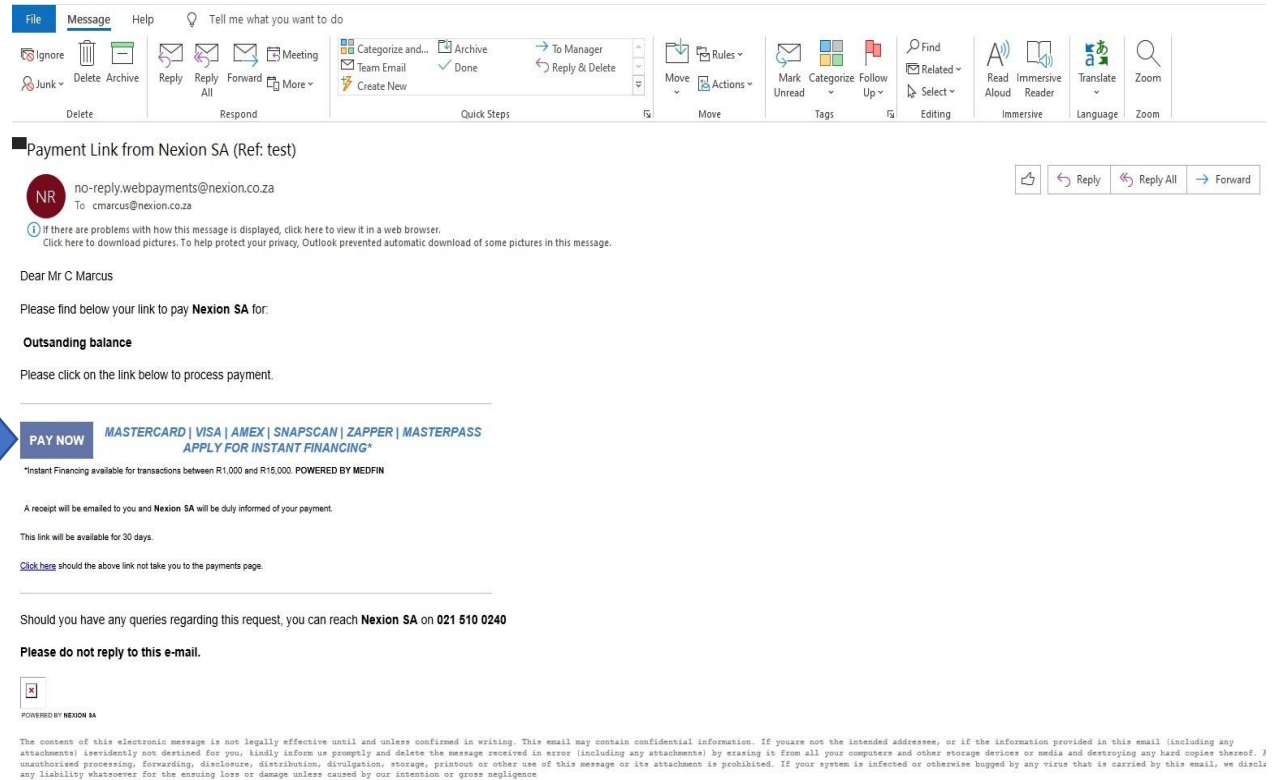 File Message Help Tell me what you want to do
Ignore
Junk
Delete Archive
Reply Reply All Forward
Meeting
More
Categorize and... Archive To Manager
Team Email Done Reply & Delete
Create New
Move
Rules
Actions
Mark Unread Categorize Follow Up
Find
Related
Select
Read Aloud Immersive Reader
Translate
Zoom
Delete Respond Quick Steps Move Tags Editing Immersive Language Zoom
Payment Link from Nexion SA (Ref: test)
NR
no-reply.webpayments@nexion.co.za
To cmarcus@nexion.co.za
Reply Reply All Forward
If there are problems with how this message is displayed, click here to view it in a web browser.
Click here to download pictures. To help protect your privacy, Outlook prevented automatic download of some pictures in this message.
Dear Mr C Marcus
Please find below your link to pay Nexion SA for:
Outsanding balance
Please click on the link below to process payment.
PAY NOW
MASTERCARD | VISA | AMEX | SNAPSCAN | ZAPPER | MASTERPASS
APPLY FOR INSTANT FINANCING*
*Instant Financing available for transactions between R1,000 and R15,000. POWERED BY MEDFIN
A receipt will be emailed to you and Nexion SA will be duly informed of your payment.
This link will be available for 30 days.
Click here should the above link not take you to the payments page.
Should you have any queries regarding this request, you can reach Nexion SA on 021 510 0240
Please do not reply to this e-mail.
POWERED BY NEXION SA
The content of this electronic message is not legally effective until and unless confirmed in writing. This email may contain confidential information. If youare not the intended addressee, or if the information provided in this email (including any
attachments) isevidently not destined for you, kindly inform us promptly and delete the message received in error (including any attachments) by erasing it from all your computers and other storage devices or media and destroying any hard copies thereof.
unauthorised processing, forwarding, disclosure, distribution, divulgation, storage, printout or other use of this message or its attachment is prohibited. If your system is infected or otherwise bugged by any virus that is carried by this email, we
any liability whatsoever for the ensuing loss or damage unless caused by our intention or gross negligence